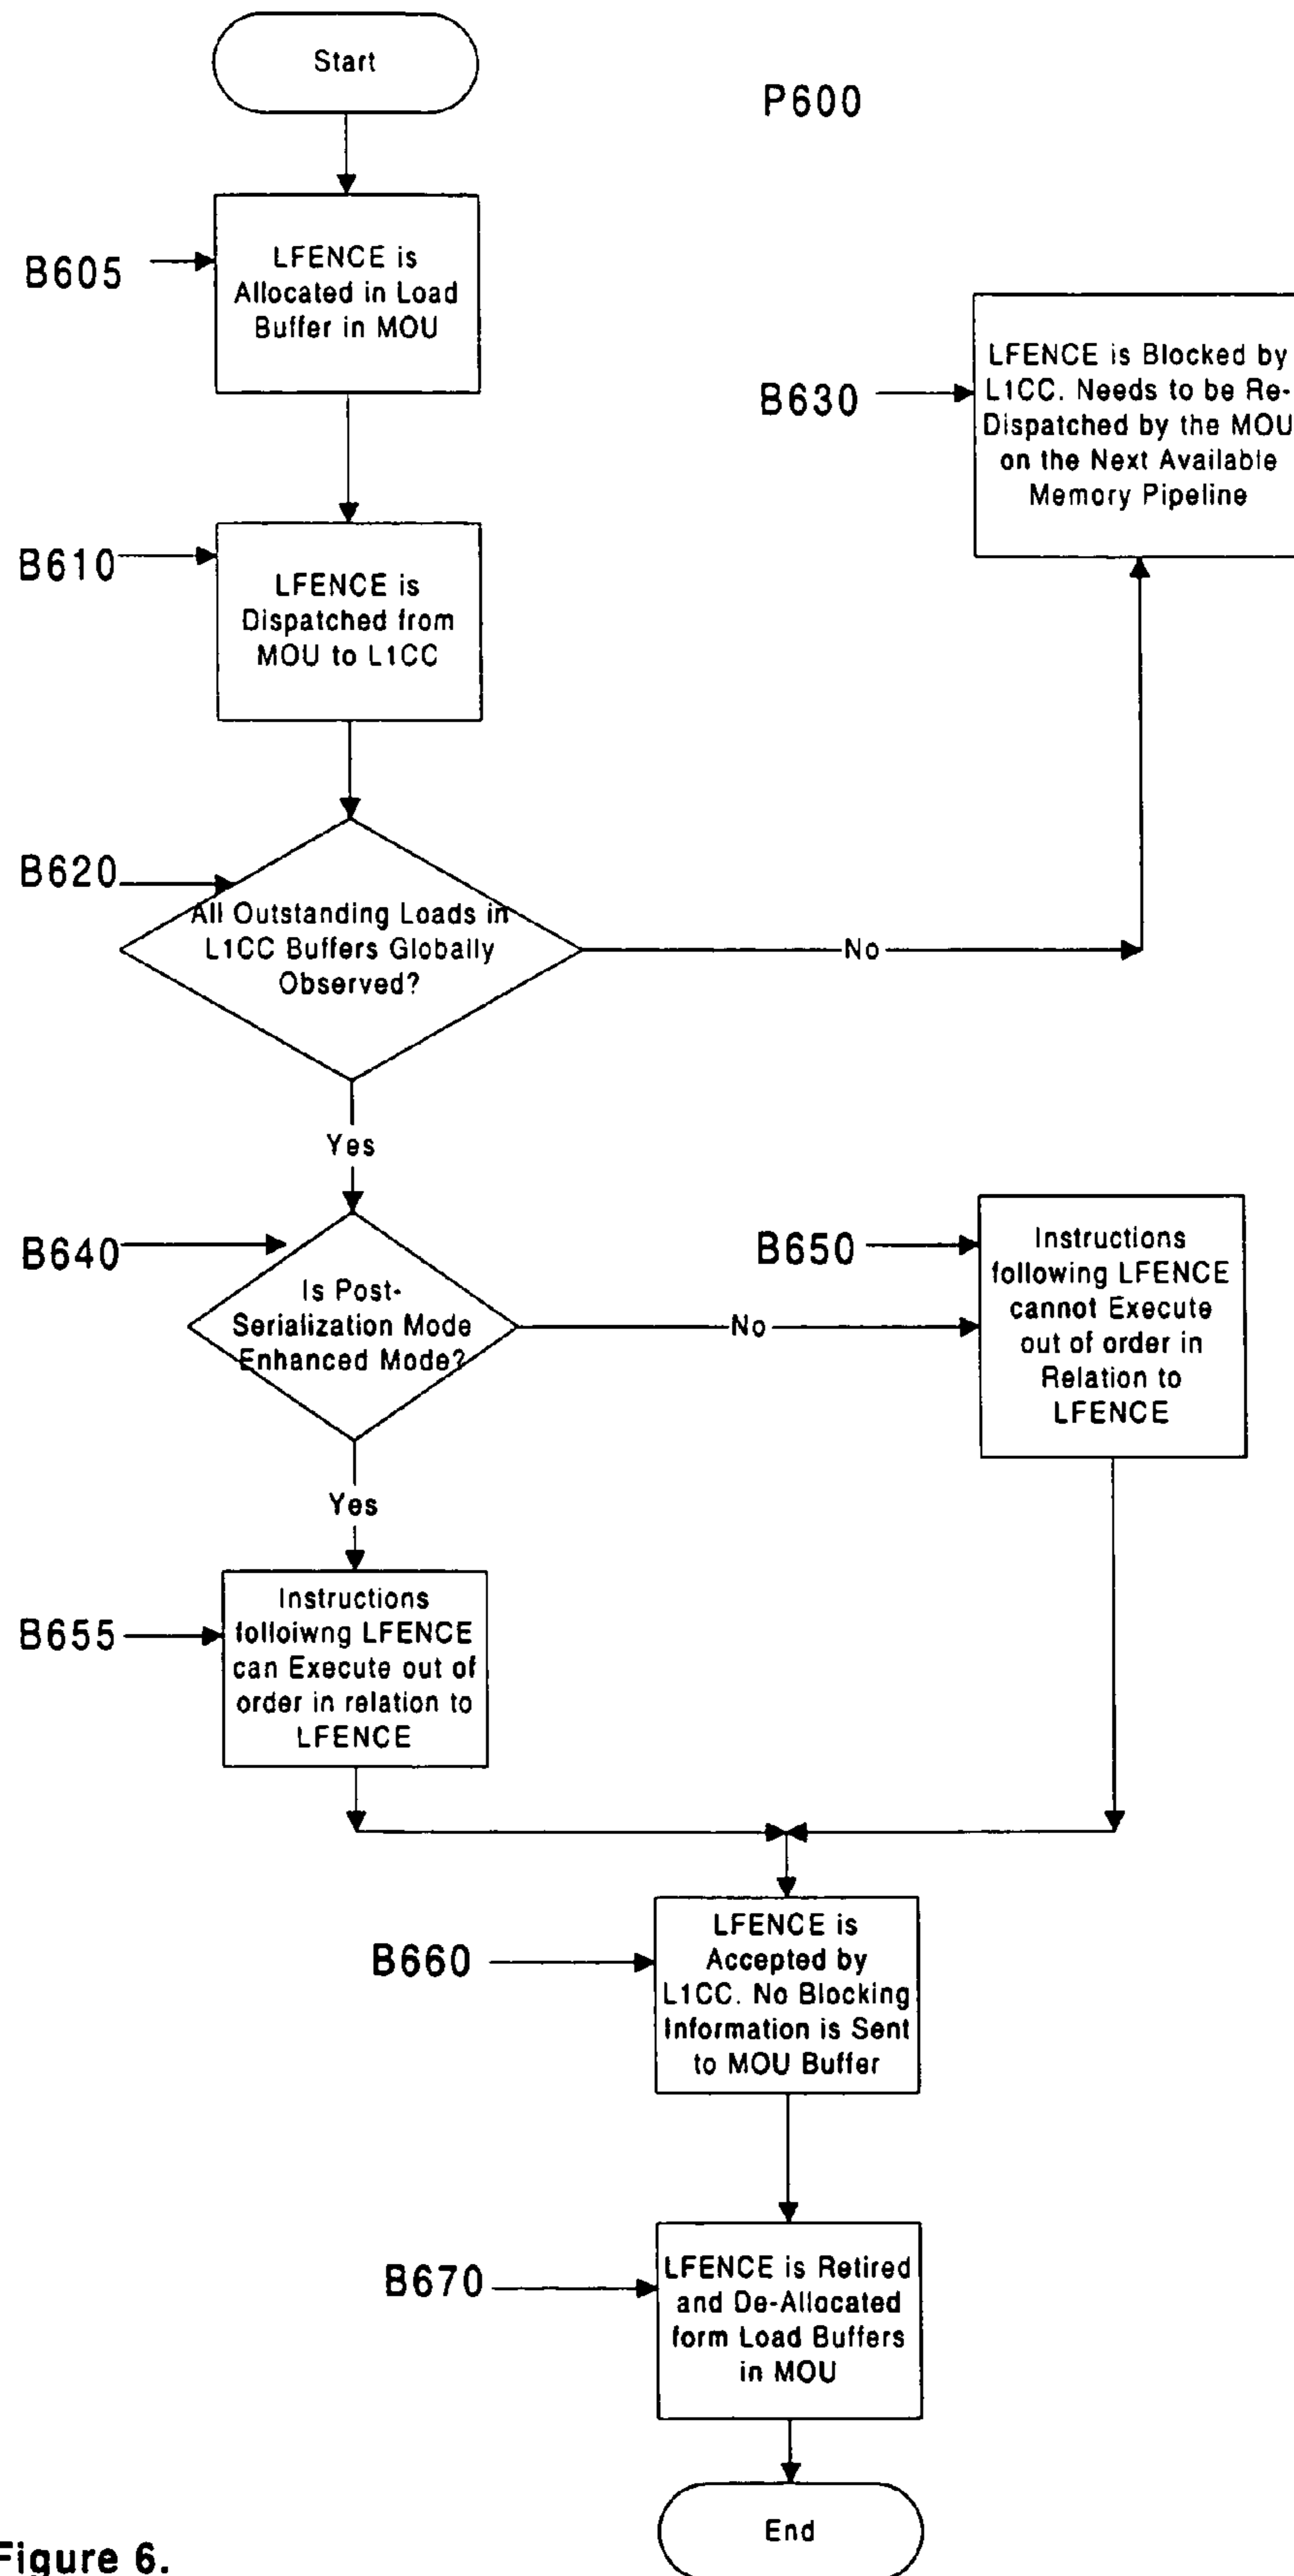 Start
P600
B605
LFENCE is
Allocated in Load
Buffer in MOU
B630
LFENCE is Blocked by
L1CC. Needs to be Re-
Dispatched by the MOU
on the Next Available
Memory Pipeline
B610
LFENCE is
Dispatched from
MOU to L1CC
B620
All Outstanding Loads in
L1CC Buffers Globally
Observed?
No
Yes
B640
Is Post-
Serialization Mode
Enhanced Mode?
No
B650
Instructions
following LFENCE
cannot Execute
out of order in
Relation to
LFENCE
Yes
B655
Instructions
folloiwng LFENCE
can Execute out of
order in relation to
LFENCE
B660
LFENCE is
Accepted by
L1CC. No Blocking
Information is Sent
to MOU Buffer
B670
LFENCE is Retired
and De-Allocated
form Load Buffers
in MOU
End
Figure 6.